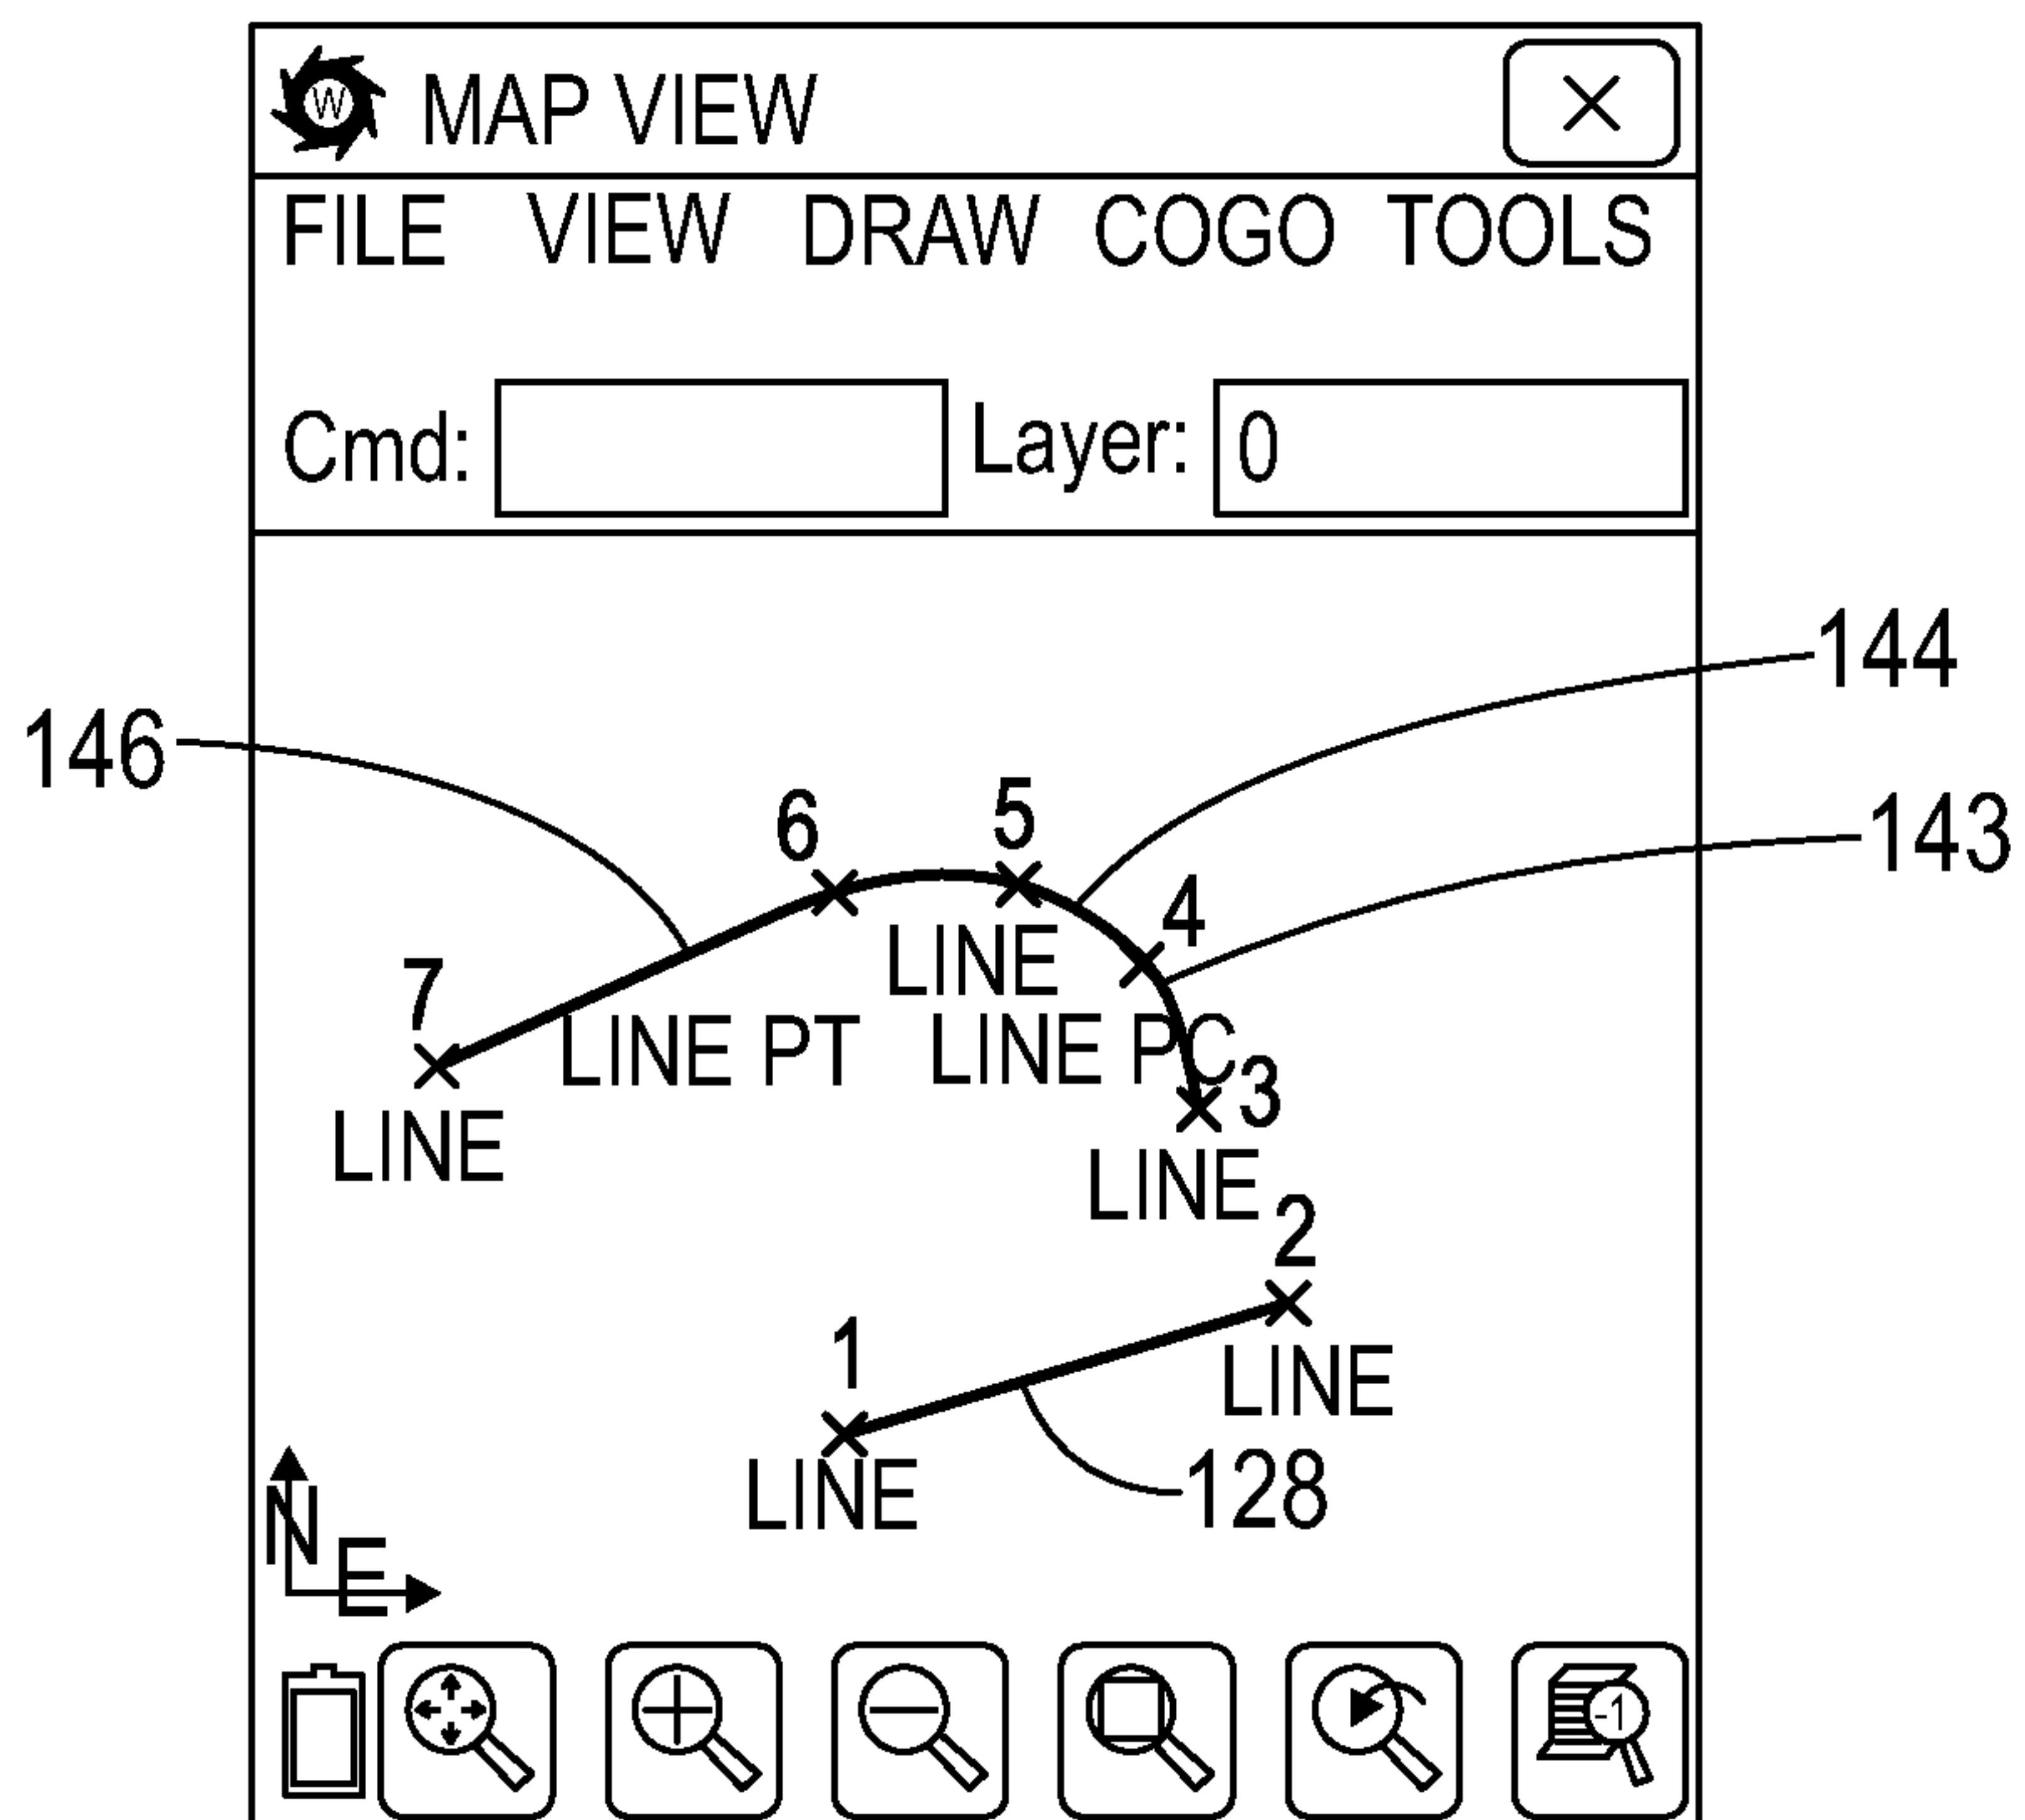 W MAP VIEW ×
FILE VIEW DRAW COGO TOOLS
Cmd: Layer: 0
144
146
143
6 5
4
LINE
7
LINE PT LINE PC
3
LINE
LINE
2
1
LINE
128
LINE
N
E
-1